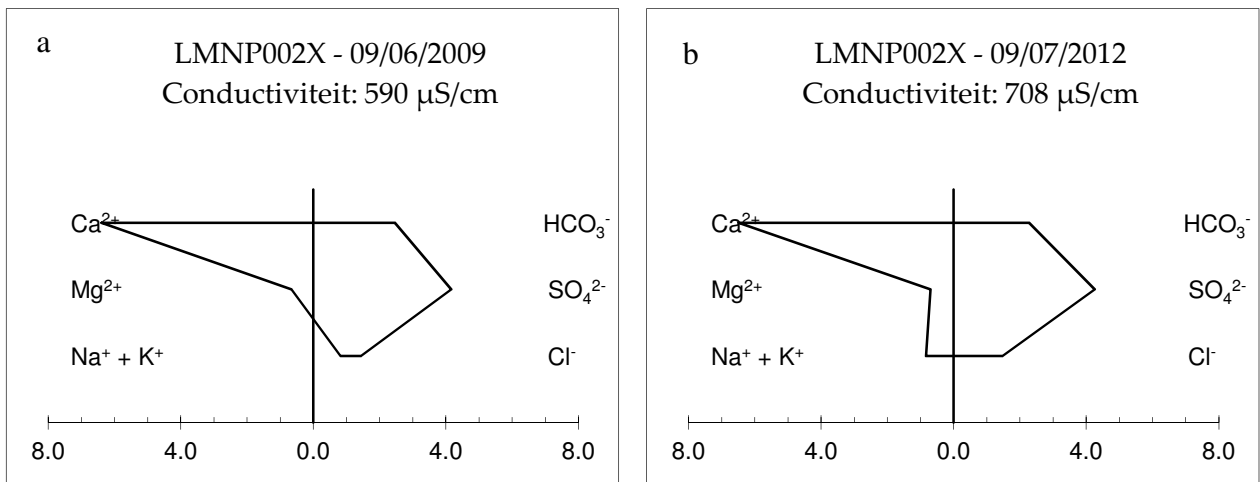 a
LMNP002X - 09/06/2009
Conductiviteit: 590 µS/cm
Ca²⁺ HCO₃⁻
Mg²⁺ SO₄²⁻
Na⁺ + K⁺ Cl⁻
8.0 4.0 0.0 4.0 8.0
b
LMNP002X - 09/07/2012
Conductiviteit: 708 µS/cm
Ca²⁺ HCO₃⁻
Mg²⁺ SO₄²⁻
Na⁺ + K⁺ Cl⁻
8.0 4.0 0.0 4.0 8.0